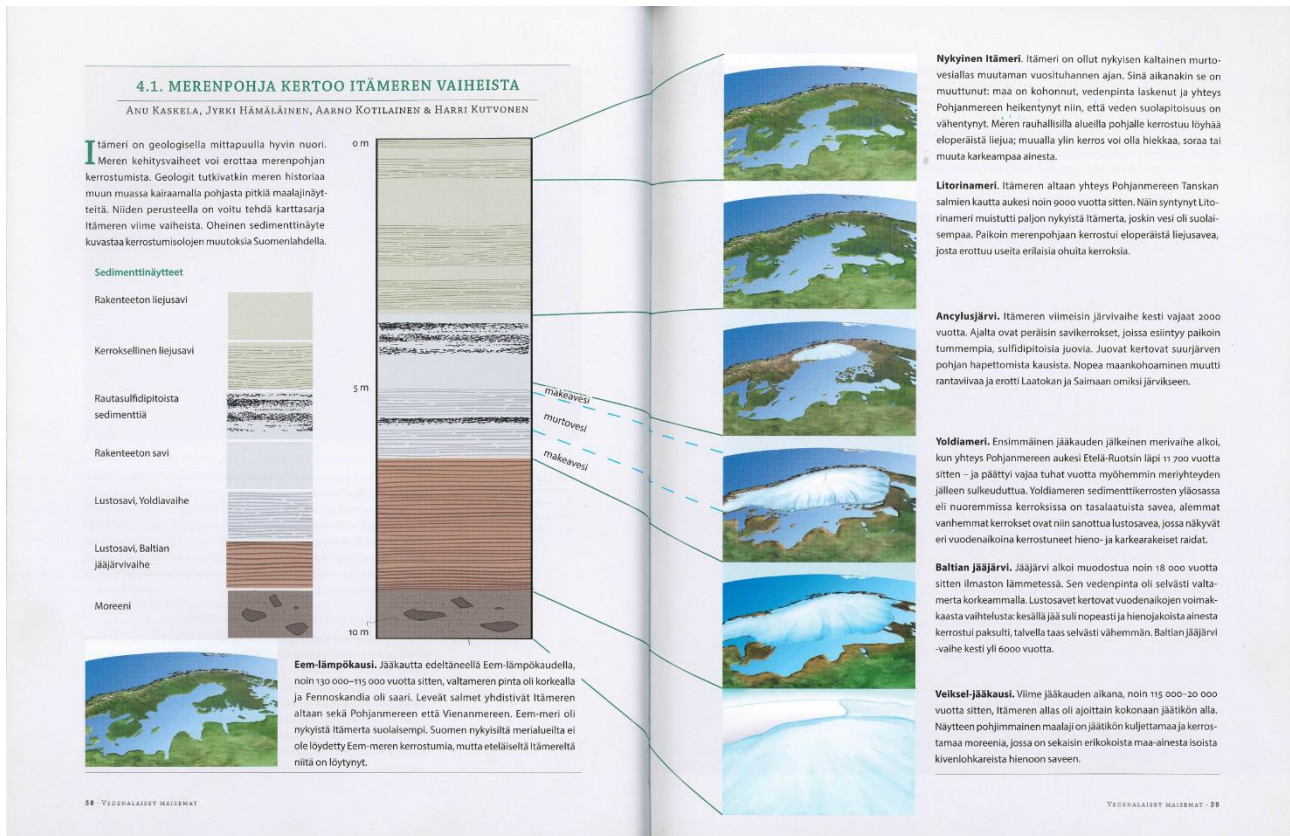 4.1. MERENPOHJA KERTOO ITÄMEREN VAIHEISTA
Anu Kaskela, Jyrki Hämäläinen, Aarno Kotilainen & Harri Kutvonen
Itämeri on geologisella mittapuulla hyvin nuori.
Meren kehitysvaiheet voi erottaa merenpohjan
kerrostumista. Geologit tutkivatkin meren historiaa
muun muassa kairaamalla pohjasta pitkiä maalajinäyt-
teitä. Niiden perusteella on voitu tehdä karttasarja
Itämeren viime vaiheista. Oheinen sedimenttinäyte
kuvastaa kerrostumisolojen muutoksia Suomenlahdella.
Sedimenttinäytteet
Rakenteeton liejusavi
Kerroksellinen liejusavi
Rautasulfidipitoista
sedimenttiä
Rakenteeton savi
Lustosavi, Yoldiavaihe
Lustosavi, Baltian
jääjärvivaihe
Moreeni
0 m
5 m
10 m
makeavesi
murtovesi
makeavesi
Eem-lämpökausi. Jääkautta edeltäneellä Eem-lämpökaudella,
noin 130 000–115 000 vuotta sitten, valtameren pinta oli korkealla
ja Fennoskandia oli saari. Leveät salmet yhdistivät Itämeren
altaan sekä Pohjanmereen että Vienanmereen. Eem-meri oli
nykyistä Itämerta suolaisempi. Suomen nykyisiltä merialueilta ei
ole löydetty Eem-meren kerrostumia, mutta eteläiseltä Itämereltä
niitä on löytynyt.
58 · Vedenalaiset maisemat
Nykyinen Itämeri. Itämeri on ollut nykyisen kaltainen murto-
vesiallas muutaman vuosituhannen ajan. Sinä aikanakin se on
muuttunut: maa on kohonnut, vedenpinta laskenut ja yhteys
Pohjanmereen heikentynyt niin, että veden suolapitoisuus on
vähentynyt. Meren rauhallisilla alueilla pohjalle kerrostuu löyhää
eloperäistä liejua; muualla ylin kerros voi olla hiekkaa, soraa tai
muuta karkeampaa ainesta.
Litorinameri. Itämeren altaan yhteys Pohjanmereen Tanskan
salmien kautta aukesi noin 9000 vuotta sitten. Näin syntynyt Lito-
rinameri muistutti paljon nykyistä Itämerta, joskin vesi oli suolai-
sempaa. Paikoin merenpohjaan kerrostui eloperäistä liejusavea,
josta erottuu useita erilaisia ohuita kerroksia.
Ancylusjärvi. Itämeren viimeisin järvivaihe kesti vajaat 2000
vuotta. Ajalta ovat peräisin savikerrokset, joissa esiintyy paikoin
tummempia, sulfidipitoisia juovia. Juovat kertovat suurjärven
pohjan hapettomista kausista. Nopea maankohoaminen muutti
rantaviivaa ja erotti Laatokan ja Saimaan omiksi järvikseen.
Yoldiameri. Ensimmäinen jääkauden jälkeinen merivaihe alkoi,
kun yhteys Pohjanmereen aukesi Etelä-Ruotsin läpi 11 700 vuotta
sitten – ja päättyi vajaa tuhat vuotta myöhemmin meriyhteyden
jälleen sulkeuduttua. Yoldiameren sedimenttikerrosten yläosassa
eli nuoremmissa kerroksissa on tasalaatuista savea, alemmat
vanhemmat kerrokset ovat niin sanottua lustosavea, jossa näkyvät
eri vuodenaikoina kerrostuneet hieno- ja karkearakeiset raidat.
Baltian jääjärvi. Jääjärvi alkoi muodostua noin 18 000 vuotta
sitten ilmaston lämmetessä. Sen vedenpinta oli selvästi valta-
merta korkeammalla. Lustosavet kertovat vuodenaikojen voimak-
kaasta vaihtelusta: kesällä jää suli nopeasti ja hienojakoista ainesta
kerrostui paksulti, talvella taas selvästi vähemmän. Baltian jääjärvi
-vaihe kesti yli 6000 vuotta.
Veiksel-jääkausi. Viime jääkauden aikana, noin 115 000–20 000
vuotta sitten, Itämeren allas oli ajoittain kokonaan jäätikön alla.
Näytteen pohjimmainen maalaji on jäätikön kuljettamaa ja kerros-
tamaa moreenia, jossa on sekaisin erikokoista maa-ainesta isoista
kivenlohkareista hienoon saveen.
Vedenalaiset maisemat · 59